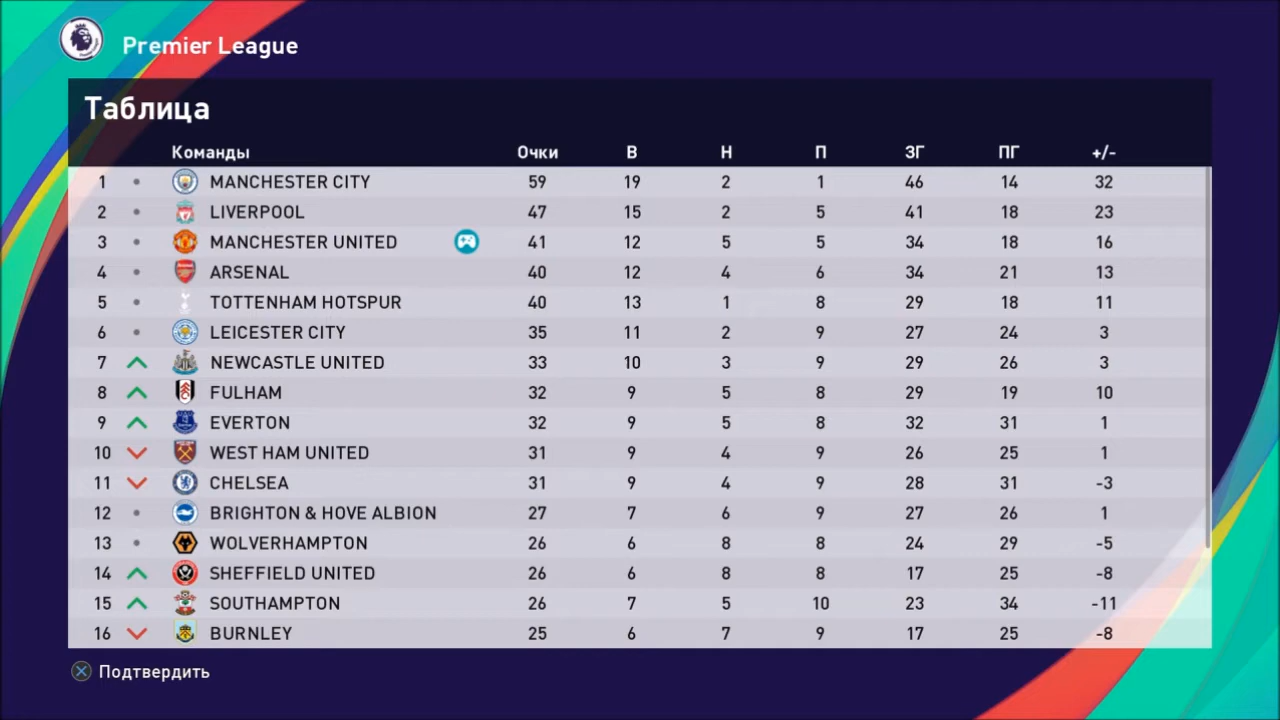 Premier League
Таблица
Команды Очки В Н П ЗГ ПГ +/-
1 MANCHESTER CITY 59 19 2 1 46 14 32
2 LIVERPOOL 47 15 2 5 41 18 23
3 MANCHESTER UNITED 41 12 5 5 34 18 16
4 ARSENAL 40 12 4 6 34 21 13
5 TOTTENHAM HOTSPUR 40 13 1 8 29 18 11
6 LEICESTER CITY 35 11 2 9 27 24 3
7 NEWCASTLE UNITED 33 10 3 9 29 26 3
8 FULHAM 32 9 5 8 29 19 10
9 EVERTON 32 9 5 8 32 31 1
10 WEST HAM UNITED 31 9 4 9 26 25 1
11 CHELSEA 31 9 4 9 28 31 -3
12 BRIGHTON & HOVE ALBION 27 7 6 9 27 26 1
13 WOLVERHAMPTON 26 6 8 8 24 29 -5
14 SHEFFIELD UNITED 26 6 8 8 17 25 -8
15 SOUTHAMPTON 26 7 5 10 23 34 -11
16 BURNLEY 25 6 7 9 17 25 -8
Подтвердить